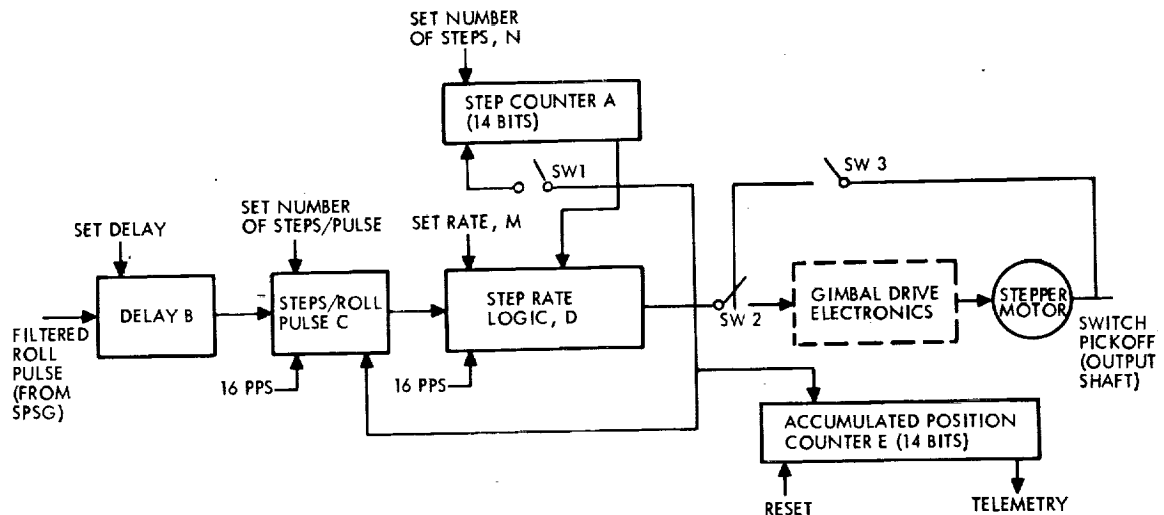 SET NUMBER
OF STEPS, N
STEP COUNTER A
(14 BITS)
SW1
SW 3
SET DELAY
SET NUMBER
OF STEPS/PULSE
SET RATE, M
DELAY B
STEPS/ROLL
PULSE C
STEP RATE
LOGIC, D
SW 2
GIMBAL DRIVE
ELECTRONICS
STEPPER
MOTOR
FILTERED
ROLL
PULSE
(FROM
SPSG)
16 PPS
16 PPS
SWITCH
PICKOFF
(OUTPUT
SHAFT)
ACCUMULATED POSITION
COUNTER E (14 BITS)
RESET
TELEMETRY